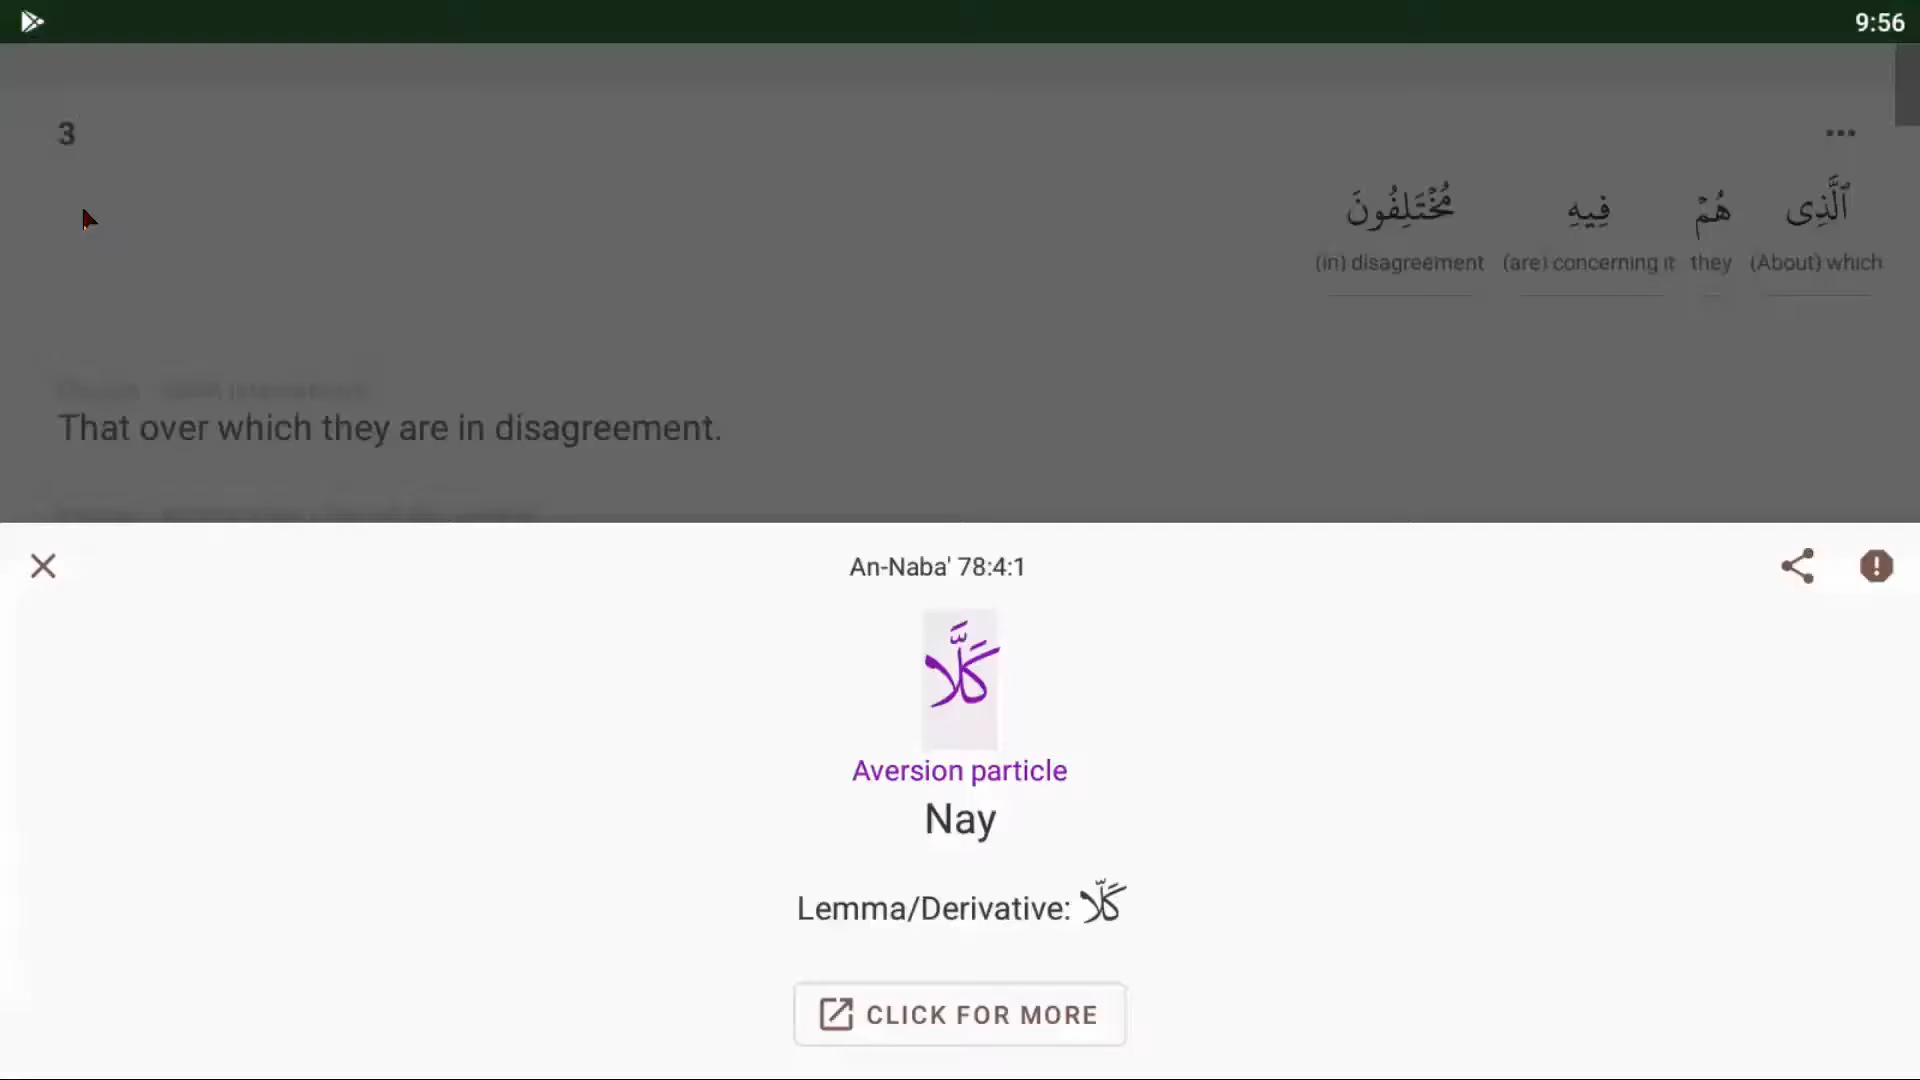 9:56
3
ٱلَّذِى هُمْ فِيهِ مُخْتَلِفُونَ
(in) disagreement (are) concerning it they (About) which
That over which they are in disagreement.
An-Naba' 78:4:1
كَلَّا
Aversion particle
Nay
Lemma/Derivative: كَلّا
CLICK FOR MORE